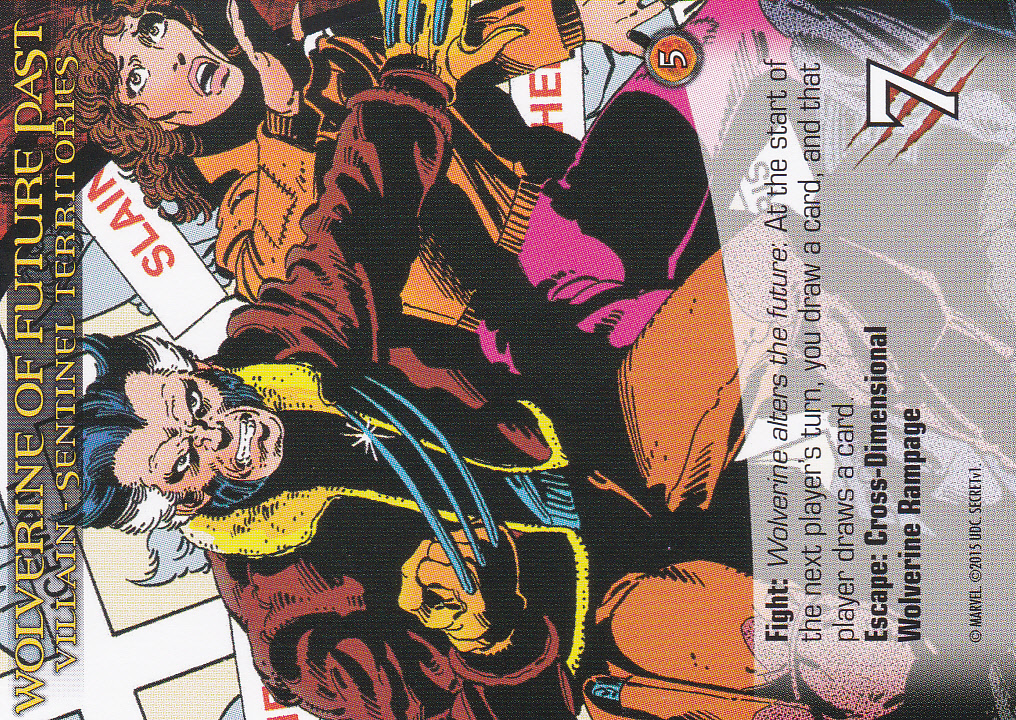 WOLVERINE OF FUTURE PAST
VILLAIN - SENTINEL TERRITORIES
SLAIN
HE
5
Fight: Wolverine alters the future: At the start of
the next player's turn, you draw a card, and that
player draws a card.
Escape: Cross-Dimensional
Wolverine Rampage
7
© MARVEL. ©2015 UDC. SECRETv1.